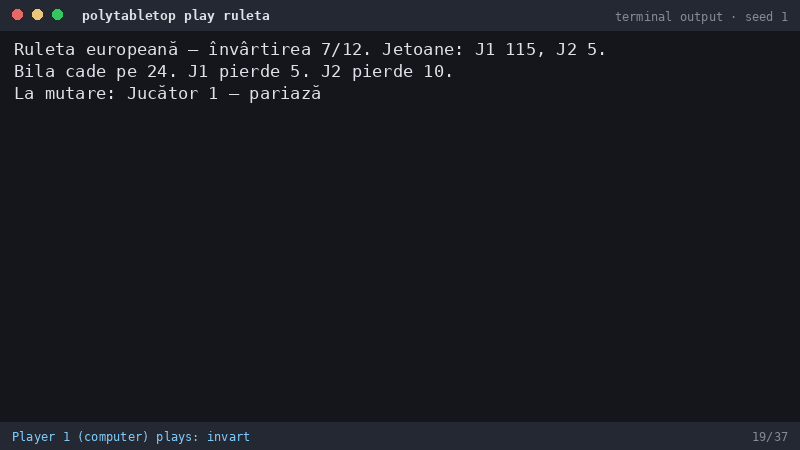 polytabletop play ruleta
terminal output · seed 1
Ruleta europeană — învârtirea 7/12. Jetoane: J1 115, J2 5.
Bila cade pe 24. J1 pierde 5. J2 pierde 10.
La mutare: Jucător 1 — pariază
Player 1 (computer) plays: invart
19/37